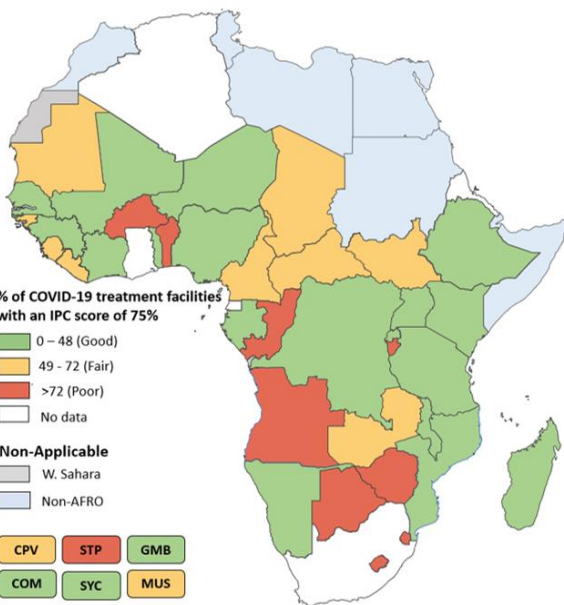 % of COVID-19 treatment facilities
with an IPC score of 75%
0 – 48 (Good)
49 - 72 (Fair)
>72 (Poor)
No data
Non-Applicable
W. Sahara
Non-AFRO
CPV STP GMB
COM SYC MUS